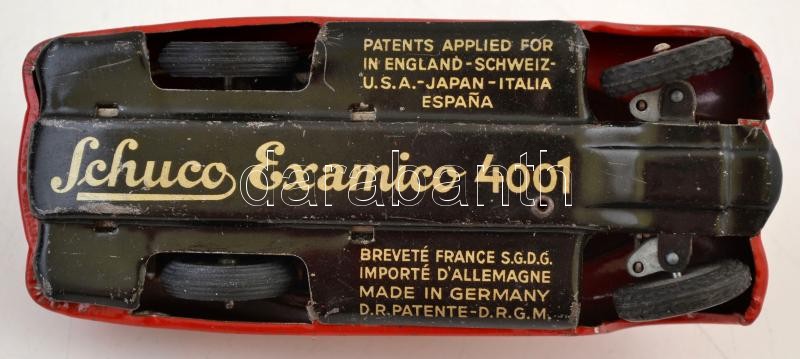 PATENTS APPLIED FOR
IN ENGLAND-SCHWEIZ-
U.S.A.-JAPAN-ITALIA
ESPAÑA
Schuco Examico 4001
darabanth
BREVETÉ FRANCE S.G.D.G.
IMPORTÉ D'ALLEMAGNE
MADE IN GERMANY
D.R.PATENTE-D.R.G.M.